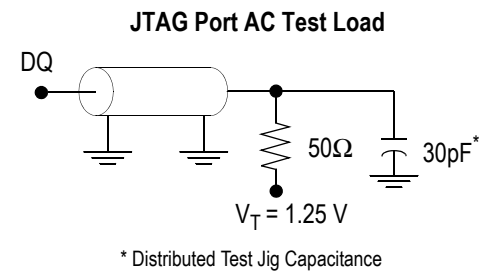 JTAG Port AC Test Load
DQ
50Ω
30pF*
VT = 1.25 V
* Distributed Test Jig Capacitance